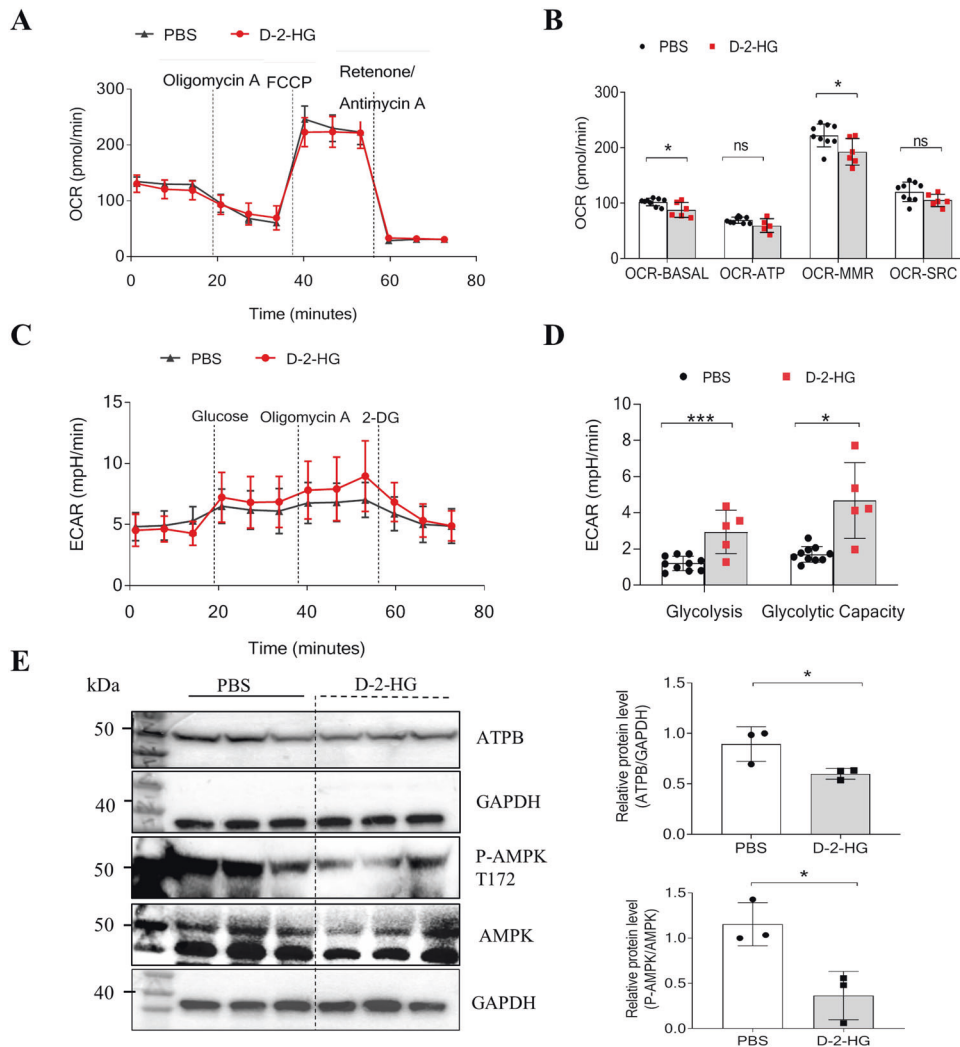 A
PBS D-2-HG
Oligomycin A FCCP Retenone/
Antimycin A
300
200
100
0
OCR (pmol/min)
0 20 40 60 80
Time (minutes)
B
PBS D-2-HG
300
200
100
0
OCR (pmol/min)
* ns * ns
OCR-BASAL OCR-ATP OCR-MMR OCR-SRC
C
PBS D-2-HG
Glucose Oligomycin A 2-DG
15
10
5
0
ECAR (mpH/min)
0 20 40 60 80
Time (minutes)
D
PBS D-2-HG
10
8
6
4
2
0
ECAR (mpH/min)
*** *
Glycolysis Glycolytic Capacity
E
kDa PBS D-2-HG
50 ATPB
40 GAPDH
50 P-AMPK
T172
50 AMPK
40 GAPDH
1.5
1.0
0.5
0.0
Relative protein level
(ATPB/GAPDH)
*
PBS D-2-HG
1.5
1.0
0.5
0.0
Relative protein level
(P-AMPK/AMPK)
*
PBS D-2-HG